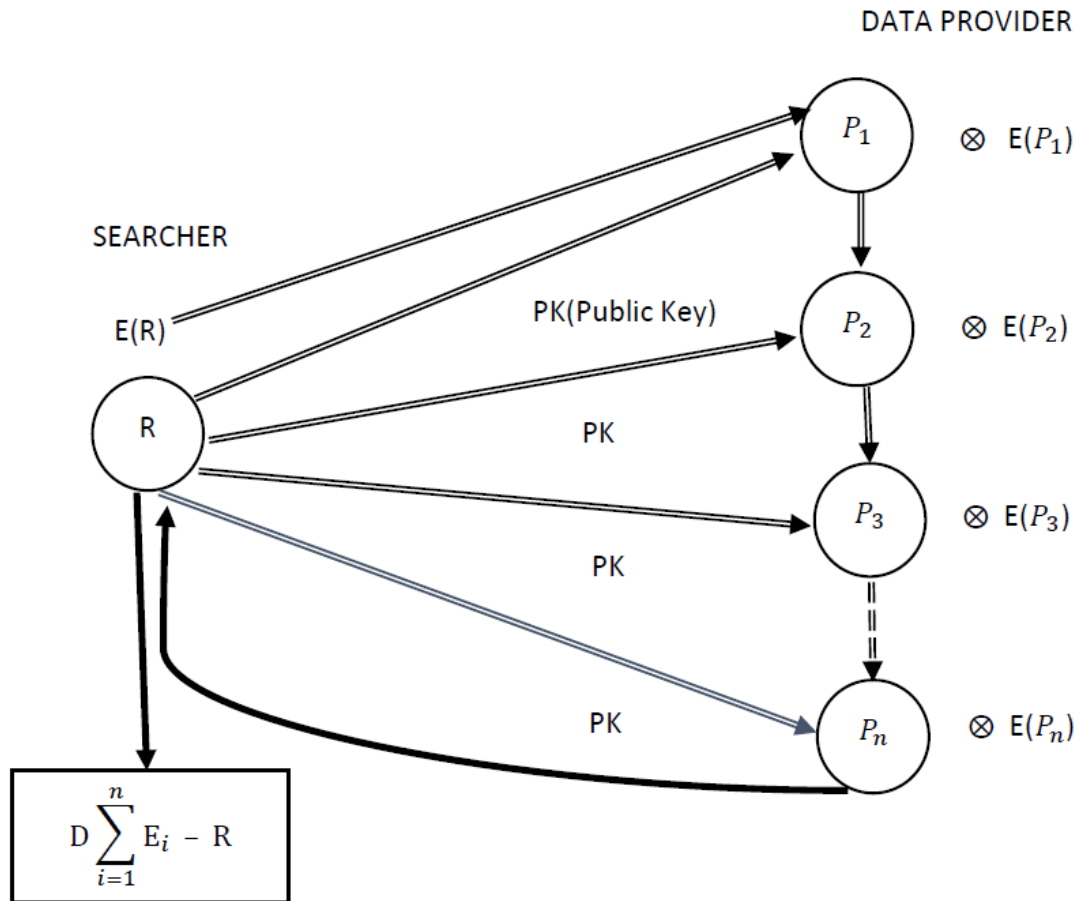 DATA PROVIDER
P₁
⊗ E(P₁)
SEARCHER
E(R)
PK(Public Key)
P₂
⊗ E(P₂)
R
PK
P₃
⊗ E(P₃)
PK
PK
Pₙ
⊗ E(Pₙ)
n
D ∑ Eᵢ − R
i=1